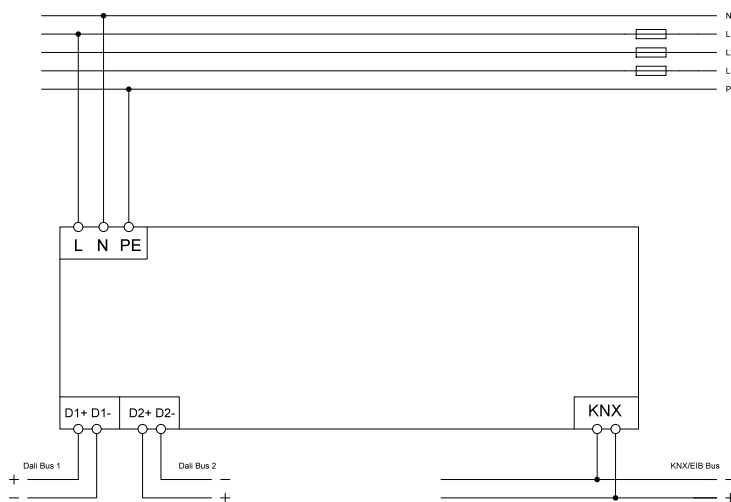 N
L
L
L
P
L N PE
D1+ D1- D2+ D2- KNX
Dali Bus 1 Dali Bus 2 KNX/EIB Bus
+ − −
− + +